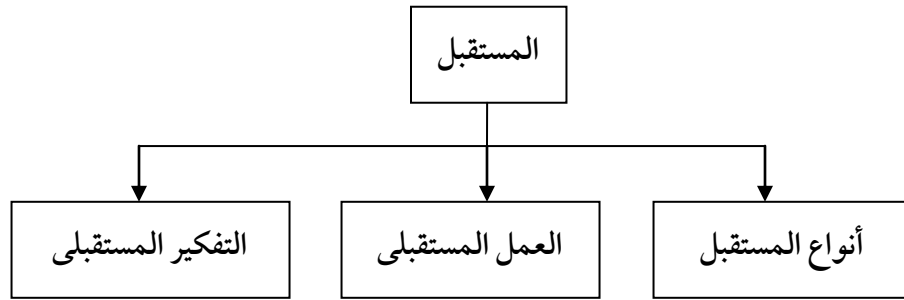 المستقبل
أنواع المستقبل
العمل المستقبلى
التفكير المستقبلى